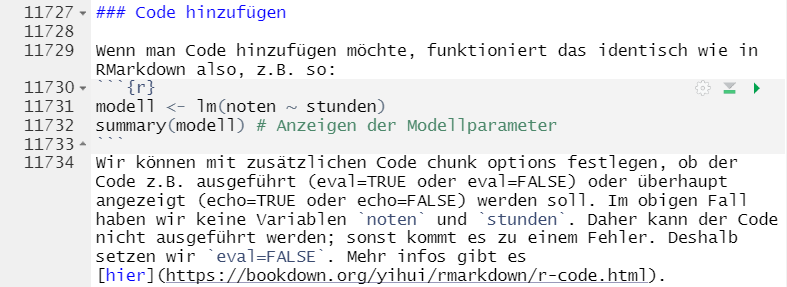 11727 ### Code hinzufügen
11728
11729 Wenn man Code hinzufügen möchte, funktioniert das identisch wie in
RMarkdown also, z.B. so:
11730 ```{r}
11731 modell <- lm(noten ~ stunden)
11732 summary(modell) # Anzeigen der Modellparameter
11733 ```
11734 Wir können mit zusätzlichen Code chunk options festlegen, ob der
Code z.B. ausgeführt (eval=TRUE oder eval=FALSE) oder überhaupt
angezeigt (echo=TRUE oder echo=FALSE) werden soll. Im obigen Fall
haben wir keine Variablen `noten` und `stunden`. Daher kann der Code
nicht ausgeführt werden; sonst kommt es zu einem Fehler. Deshalb
setzen wir `eval=FALSE`. Mehr infos gibt es
[hier](https://bookdown.org/yihui/rmarkdown/r-code.html).